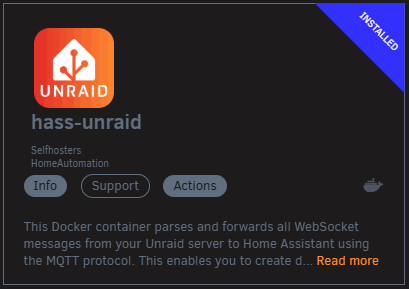 INSTALLED
UNRAID
hass-unraid
Selfhosters
HomeAutomation
Info Support Actions
This Docker container parses and forwards all WebSocket
messages from your Unraid server to Home Assistant using
the MQTT protocol. This enables you to create d... Read more